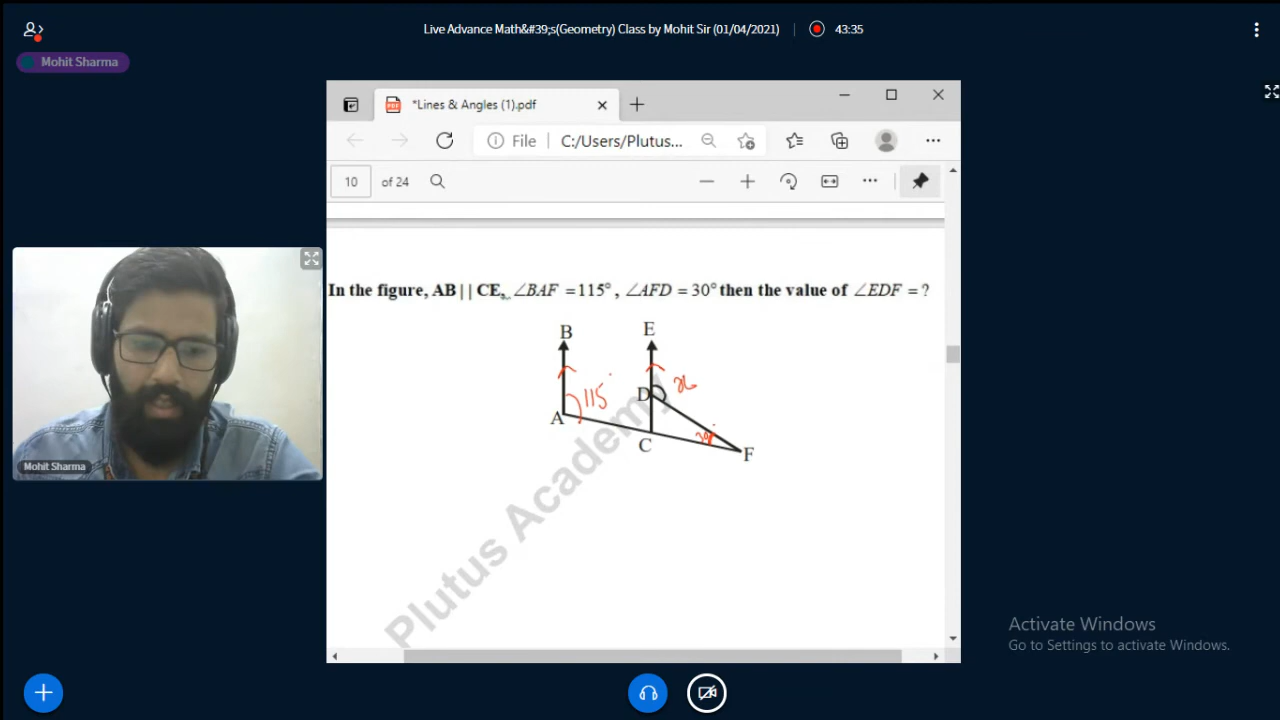 Live Advance Math&#39;s(Geometry) Class by Mohit Sir (01/04/2021)
43:35
Mohit Sharma
*Lines & Angles (1).pdf
File
C:/Users/Plutus...
10
of 24
In the figure, AB || CE, ∠BAF = 115°, ∠AFD = 30° then the value of ∠EDF = ?
B
E
D
x
115°
A
30°
C
F
Plutus Academy
Mohit Sharma
Activate Windows
Go to Settings to activate Windows.